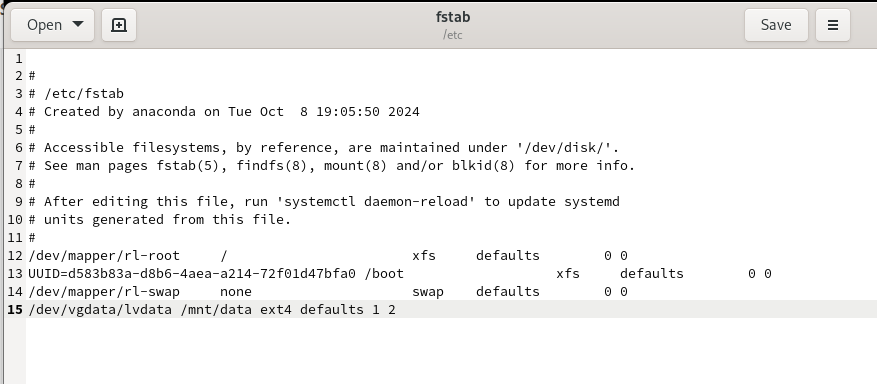 Open
fstab
/etc
Save
1
2 #
3 # /etc/fstab
4 # Created by anaconda on Tue Oct  8 19:05:50 2024
5 #
6 # Accessible filesystems, by reference, are maintained under '/dev/disk/'.
7 # See man pages fstab(5), findfs(8), mount(8) and/or blkid(8) for more info.
8 #
9 # After editing this file, run 'systemctl daemon-reload' to update systemd
10 # units generated from this file.
11 #
12 /dev/mapper/rl-root     /                       xfs     defaults        0 0
13 UUID=d583b83a-d8b6-4aea-a214-72f01d47bfa0 /boot                   xfs     defaults        0 0
14 /dev/mapper/rl-swap     none                    swap    defaults        0 0
15 /dev/vgdata/lvdata /mnt/data ext4 defaults 1 2